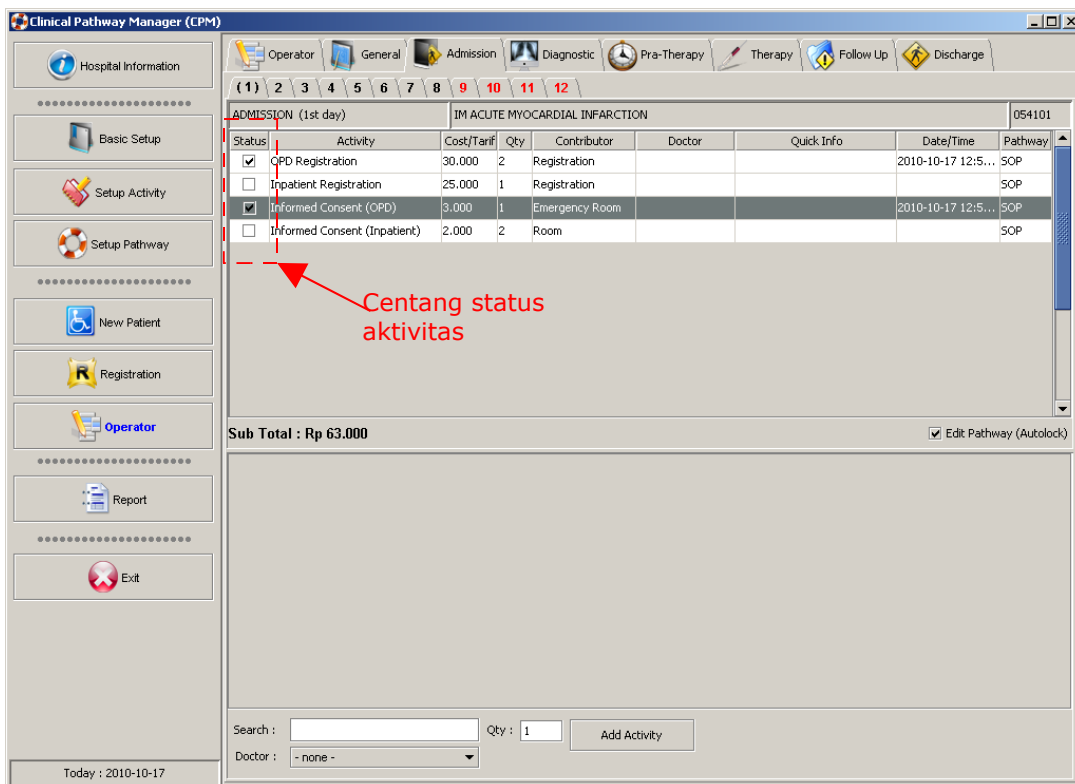 Clinical Pathway Manager (CPM)
Hospital Information
Basic Setup
Setup Activity
Setup Pathway
New Patient
R Registration
Operator
Report
Exit
Today : 2010-10-17
Operator General Admission Diagnostic Pra-Therapy Therapy Follow Up Discharge
(1) 2 3 4 5 6 7 8 9 10 11 12
ADMISSION (1st day) IM ACUTE MYOCARDIAL INFARCTION 054101
Status Activity Cost/Tarif Qty Contributor Doctor Quick Info Date/Time Pathway
OPD Registration 30.000 2 Registration 2010-10-17 12:5... SOP
Inpatient Registration 25.000 1 Registration SOP
Informed Consent (OPD) 3.000 1 Emergency Room 2010-10-17 12:5... SOP
Informed Consent (Inpatient) 2.000 2 Room SOP
Centang status
aktivitas
Sub Total : Rp 63.000 Edit Pathway (Autolock)
Search : Qty : 1 Add Activity
Doctor : - none -